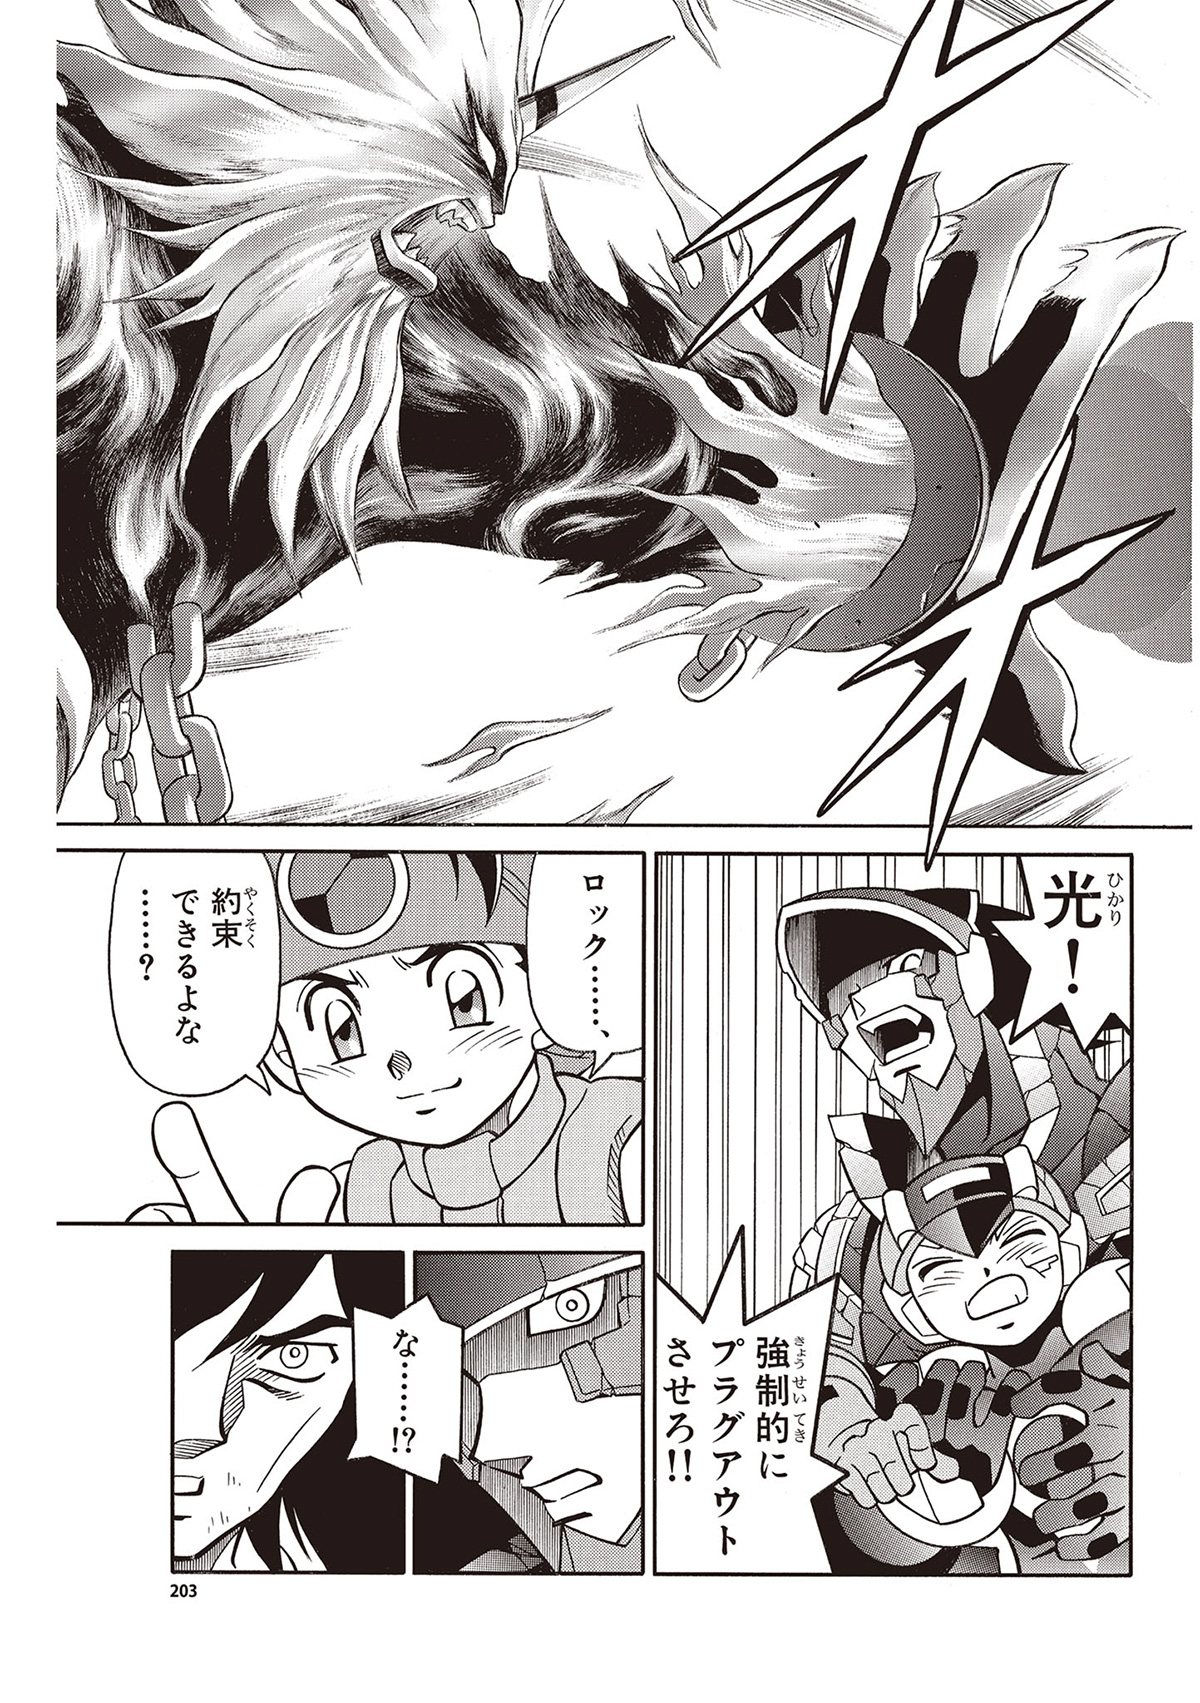 光！
強制的に
プラグアウト
させろ!!
ロック……、
約束
できるよな
……？
な……!?
203